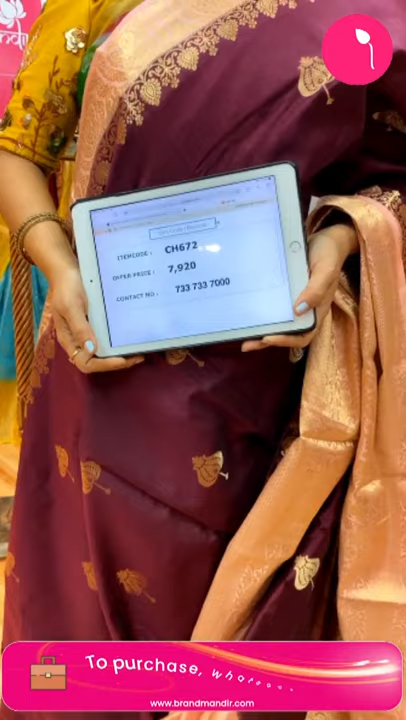 ITEMCODE : CH672
OFFER PRICE : 7,920
CONTACT NO. : 733 733 7000
To purchase,
www.brandmandir.com